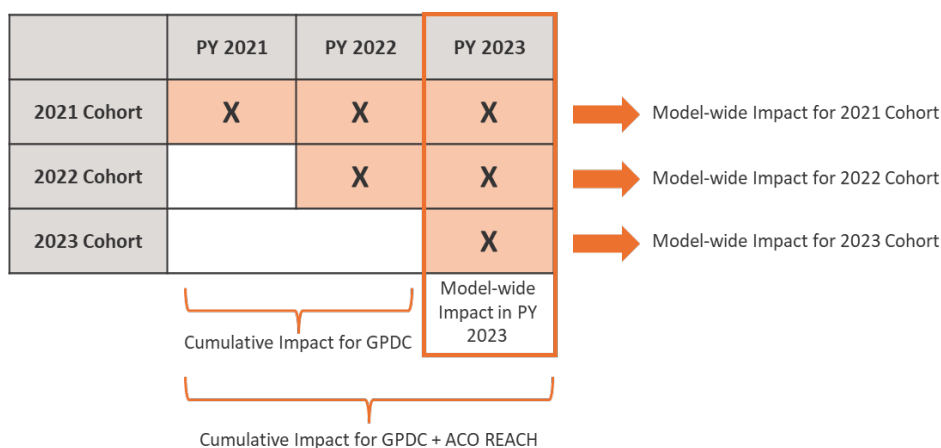 PY 2021 PY 2022 PY 2023
2021 Cohort X X X Model-wide Impact for 2021 Cohort
2022 Cohort X X Model-wide Impact for 2022 Cohort
2023 Cohort X Model-wide Impact for 2023 Cohort
Model-wide
Impact in PY
2023
Cumulative Impact for GPDC
Cumulative Impact for GPDC + ACO REACH